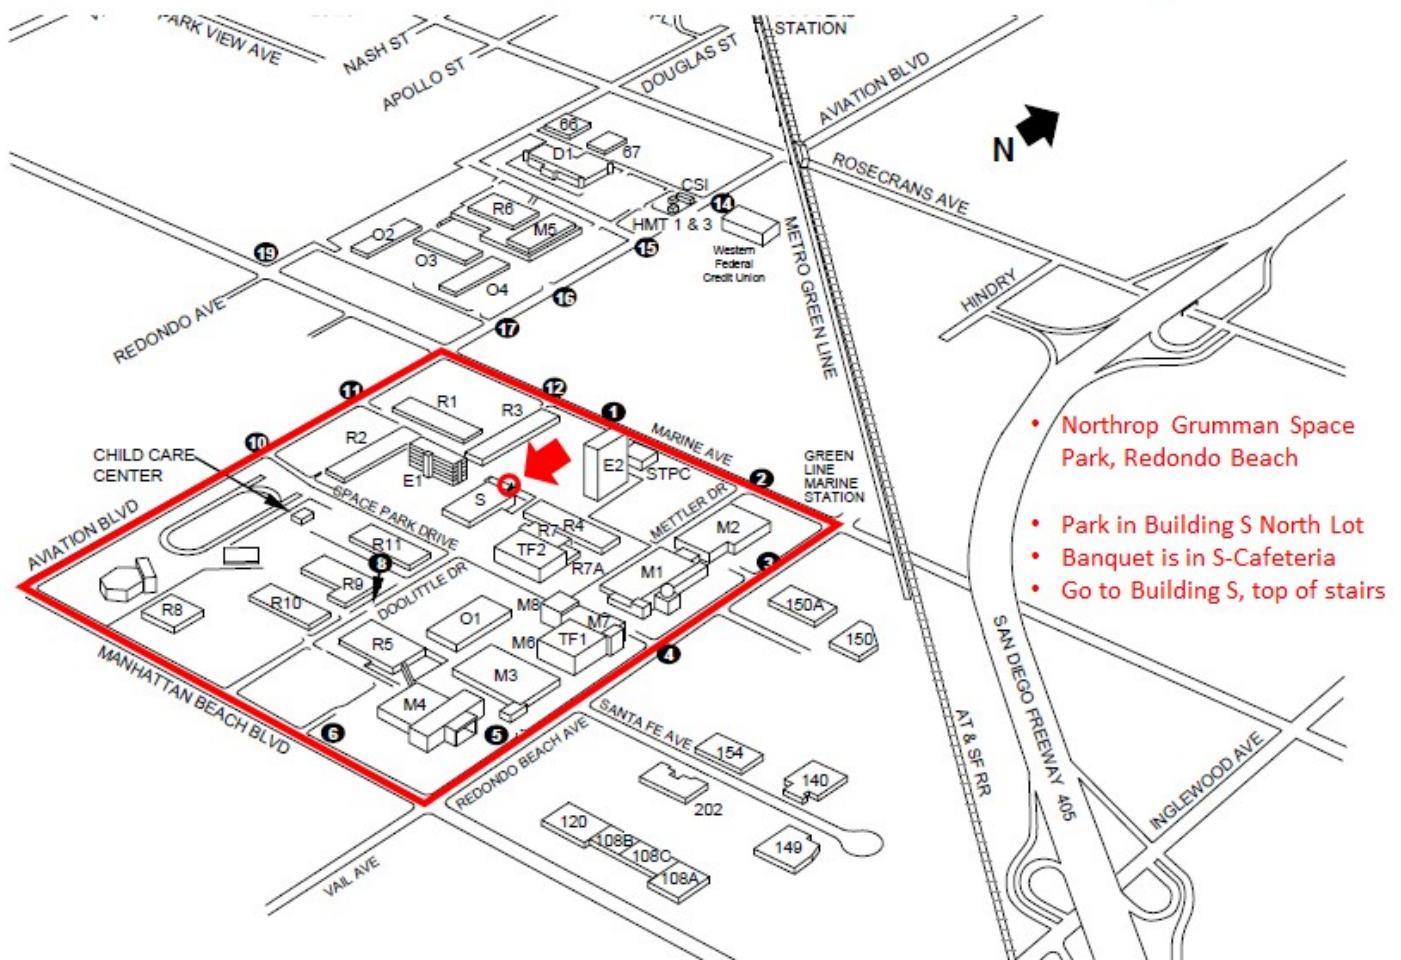 PARK VIEW AVE
NASH ST
APOLLO ST
DOUGLAS ST
STATION
AVIATION BLVD
N
ROSECRANS AVE
66
67
D1
CSI
14
HMT 1 & 3
15
Western
Federal
Credit Union
METRO GREEN LINE
HINDRY
R6
M5
O2
O3
O4
19
16
17
REDONDO AVE
11
12
1
R1
R3
R2
E1
E2
STPC
MARINE AVE
2
GREEN
LINE
MARINE
STATION
10
CHILD CARE
CENTER
S
SPACE PARK DRIVE
AVIATION BLVD
R4
R7
METTLER DR
M2
TF2
R7A
3
R11
8
M1
R9
DOOLITTLE DR
R10
R8
M8
O1
M7
M6
TF1
R5
M3
4
M4
5
6
MANHATTAN BEACH BLVD
150A
150
• Northrop Grumman Space
Park, Redondo Beach
• Park in Building S North Lot
• Banquet is in S-Cafeteria
• Go to Building S, top of stairs
SAN DIEGO FREEWAY 405
AT & SF RR
SANTA FE AVE
REDONDO BEACH AVE
154
140
202
149
120
108B
108C
108A
VAIL AVE
INGLEWOOD AVE